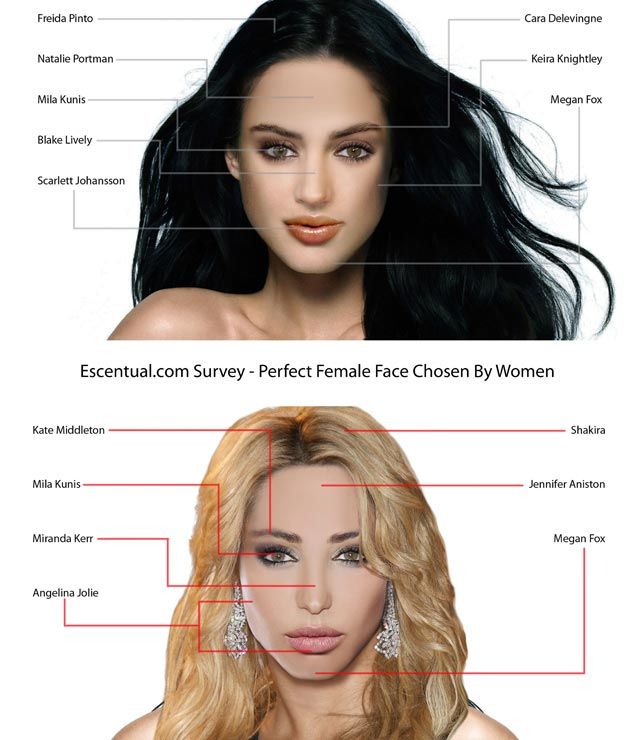 Freida Pinto
Cara Delevingne
Natalie Portman
Keira Knightley
Mila Kunis
Megan Fox
Blake Lively
Scarlett Johansson
Escentual.com Survey - Perfect Female Face Chosen By Women
Kate Middleton
Shakira
Mila Kunis
Jennifer Aniston
Miranda Kerr
Megan Fox
Angelina Jolie